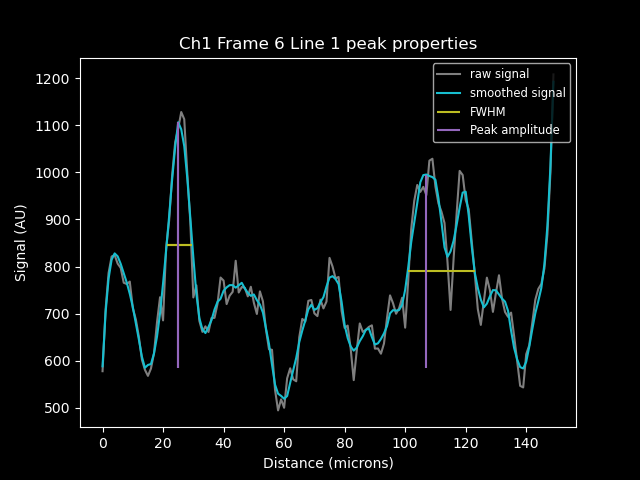 Ch1 Frame 6 Line 1 peak properties
raw signal
smoothed signal
FWHM
Peak amplitude
Signal (AU)
1200
1100
1000
900
800
700
600
500
0 20 40 60 80 100 120 140
Distance (microns)